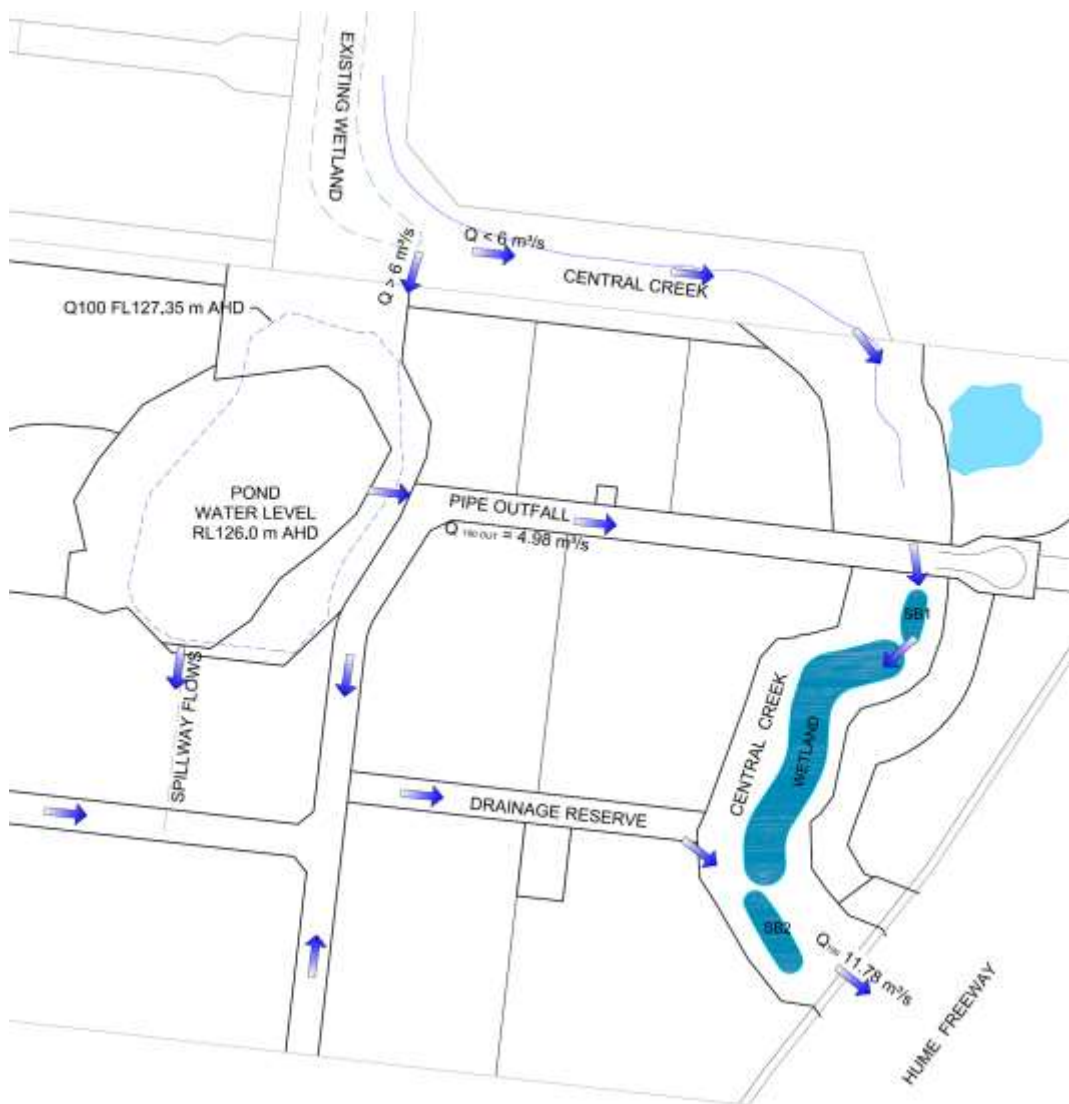 EXISTING WETLAND
Q < 6 m³/s
Q > 6 m³/s
CENTRAL CREEK
Q100 FL127.35 m AHD
POND
WATER LEVEL
RL126.0 m AHD
PIPE OUTFALL
Q 100 OUT = 4.98 m³/s
SB1
SPILLWAY FLOWS
CENTRAL CREEK
WETLAND
DRAINAGE RESERVE
SB2
Q100 11.78 m³/s
HUME FREEWAY